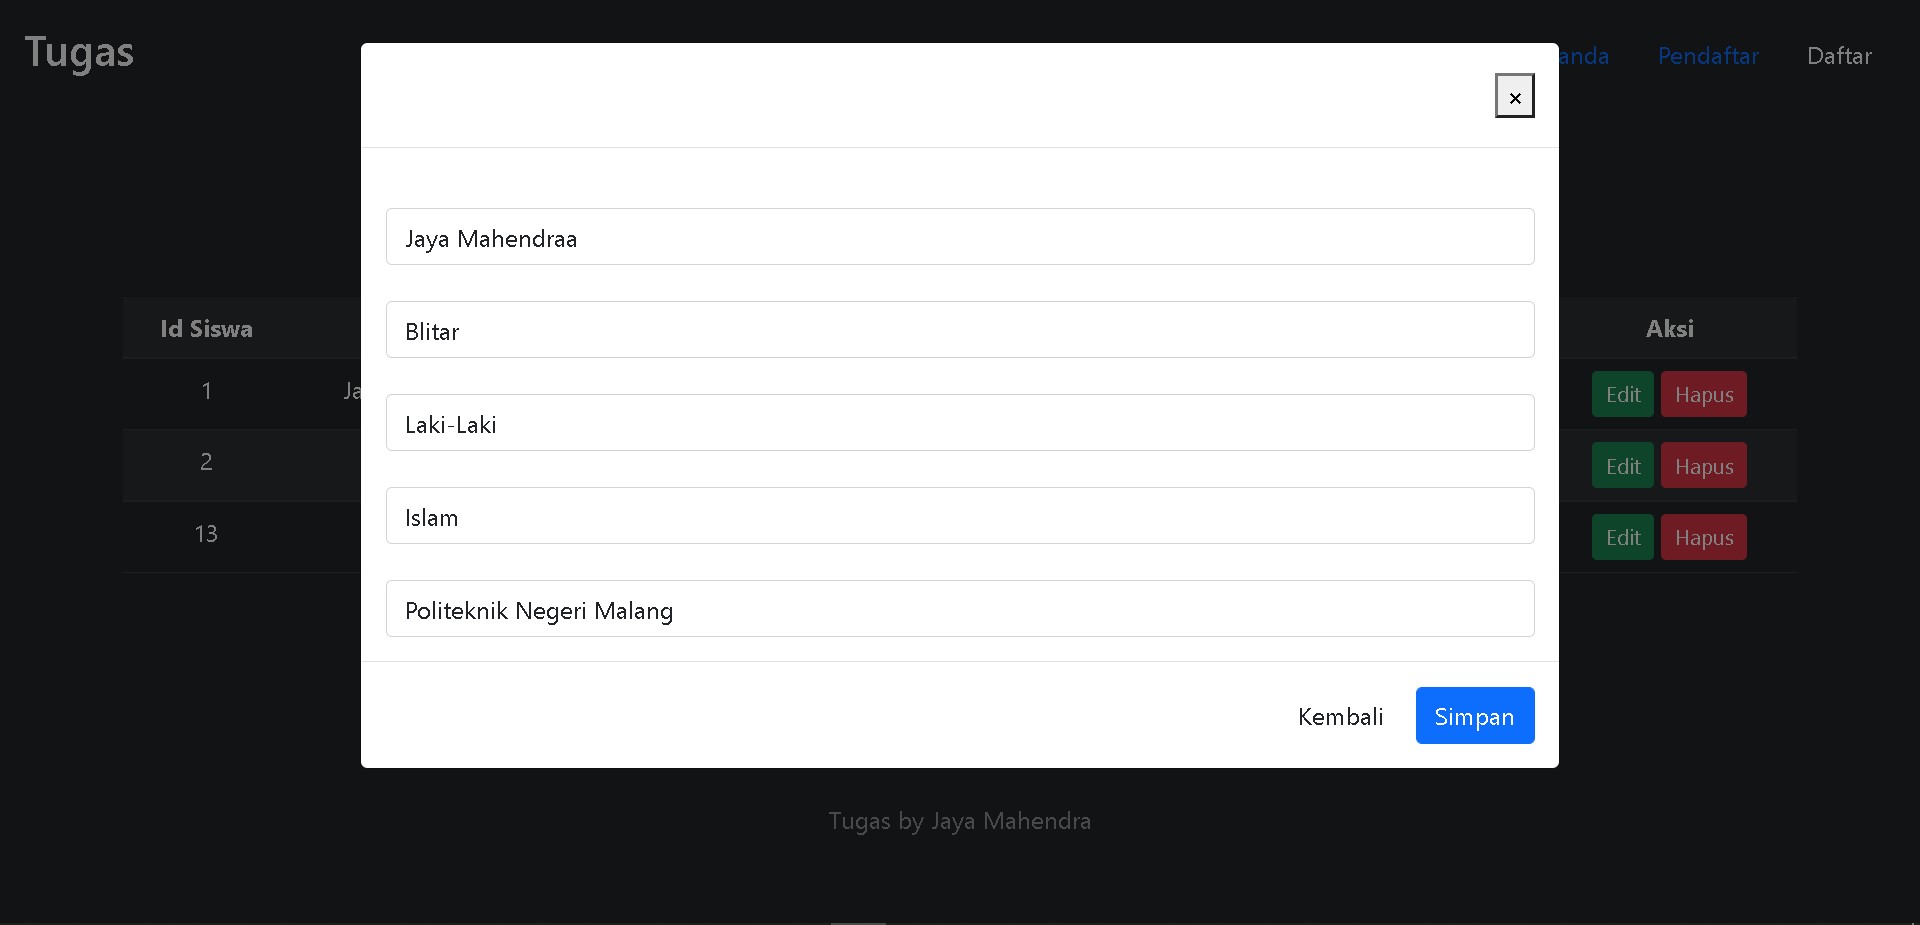 Tugas
anda Pendaftar Daftar
×
Jaya Mahendraa
Blitar
Laki-Laki
Islam
Politeknik Negeri Malang
Kembali Simpan
Id Siswa Aksi
1 Ja Edit Hapus
2 Edit Hapus
13 Edit Hapus
Tugas by Jaya Mahendra